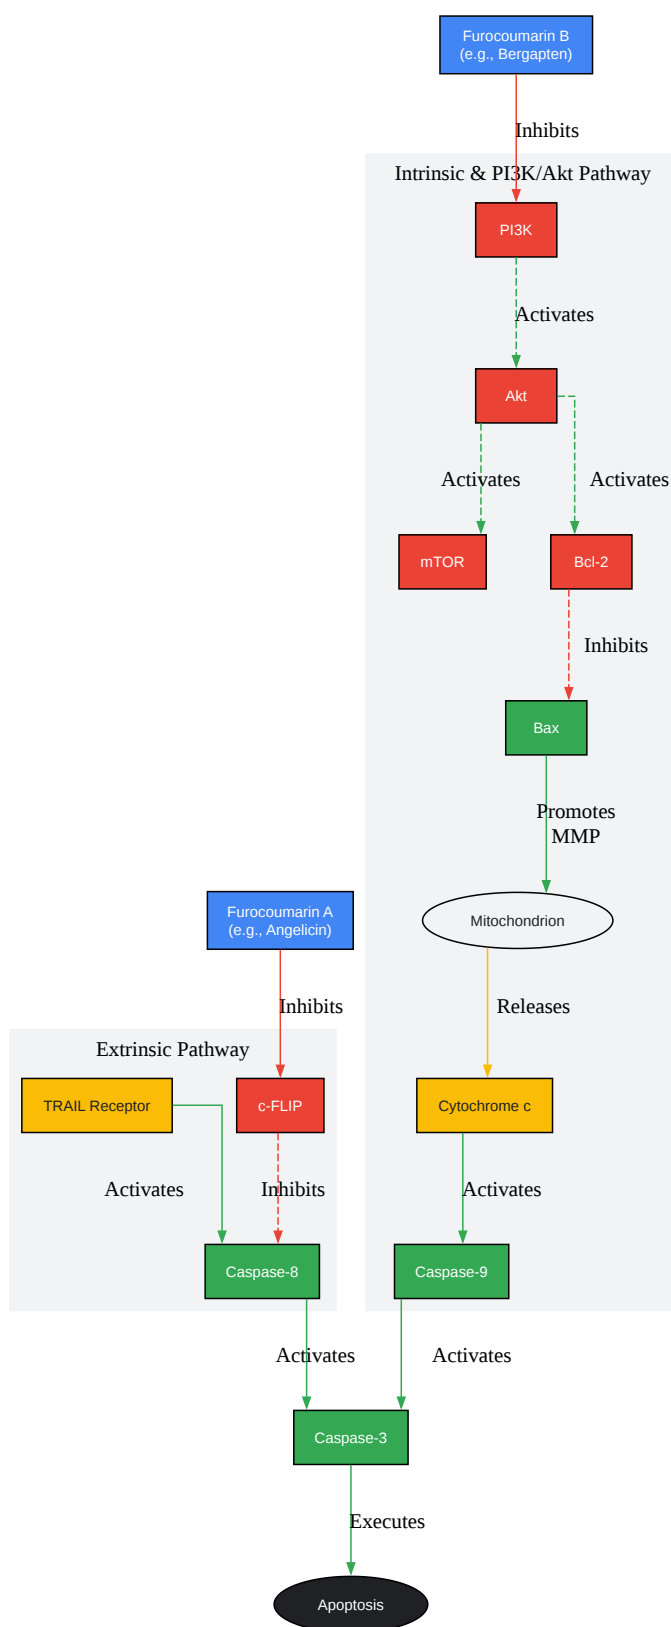 Furocoumarin B
(e.g., Bergapten)
Inhibits
Intrinsic & PI3K/Akt Pathway
PI3K
Activates
Akt
Activates
Activates
mTOR
Bcl-2
Inhibits
Bax
Promotes
MMP
Furocoumarin A
(e.g., Angelicin)
Mitochondrion
Inhibits
Releases
Extrinsic Pathway
TRAIL Receptor
c-FLIP
Cytochrome c
Activates
Inhibits
Activates
Caspase-8
Caspase-9
Activates
Activates
Caspase-3
Executes
Apoptosis